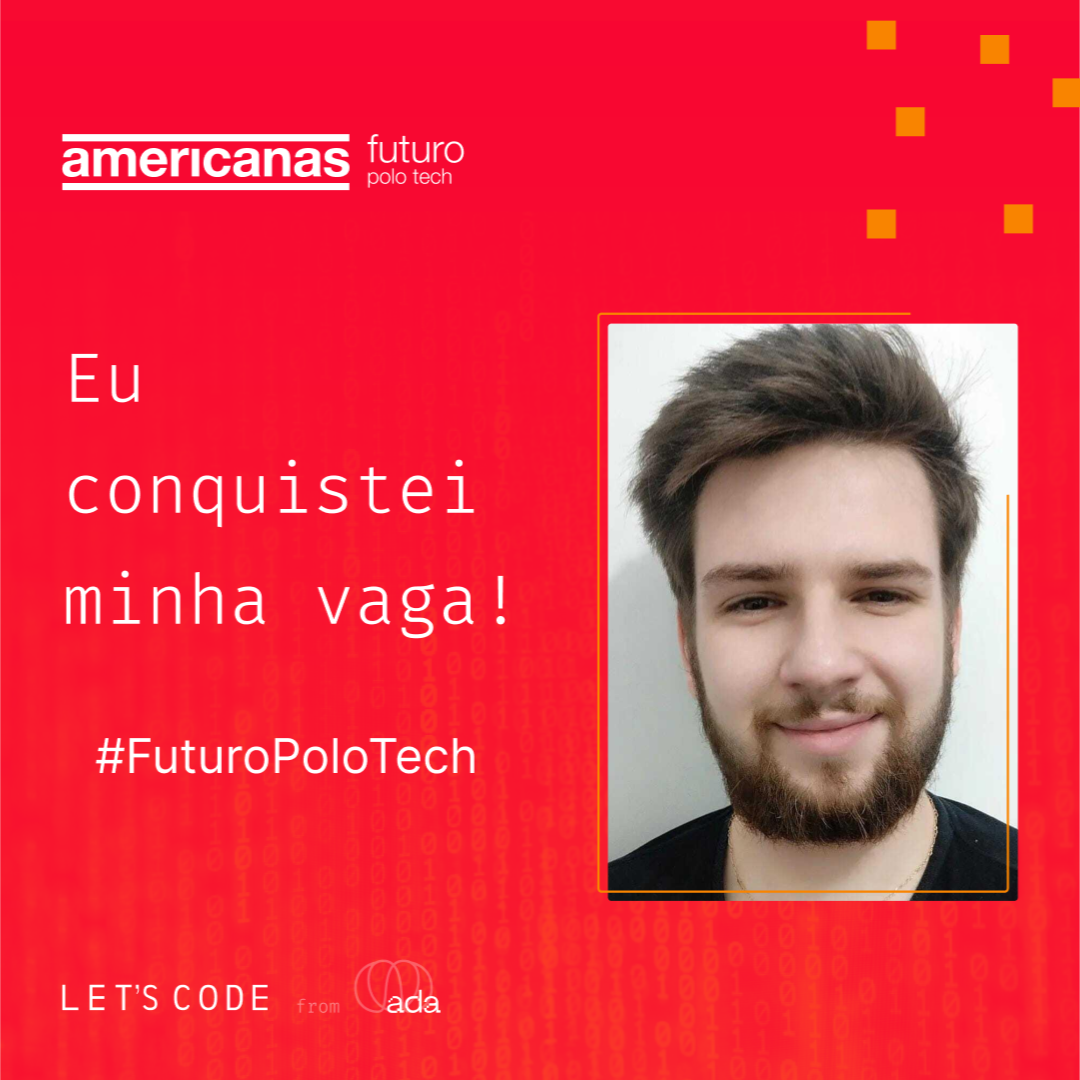 americanas futuro
polo tech
Eu
conquistei
minha vaga!
#FuturoPoloTech
LET'S CODE from ada